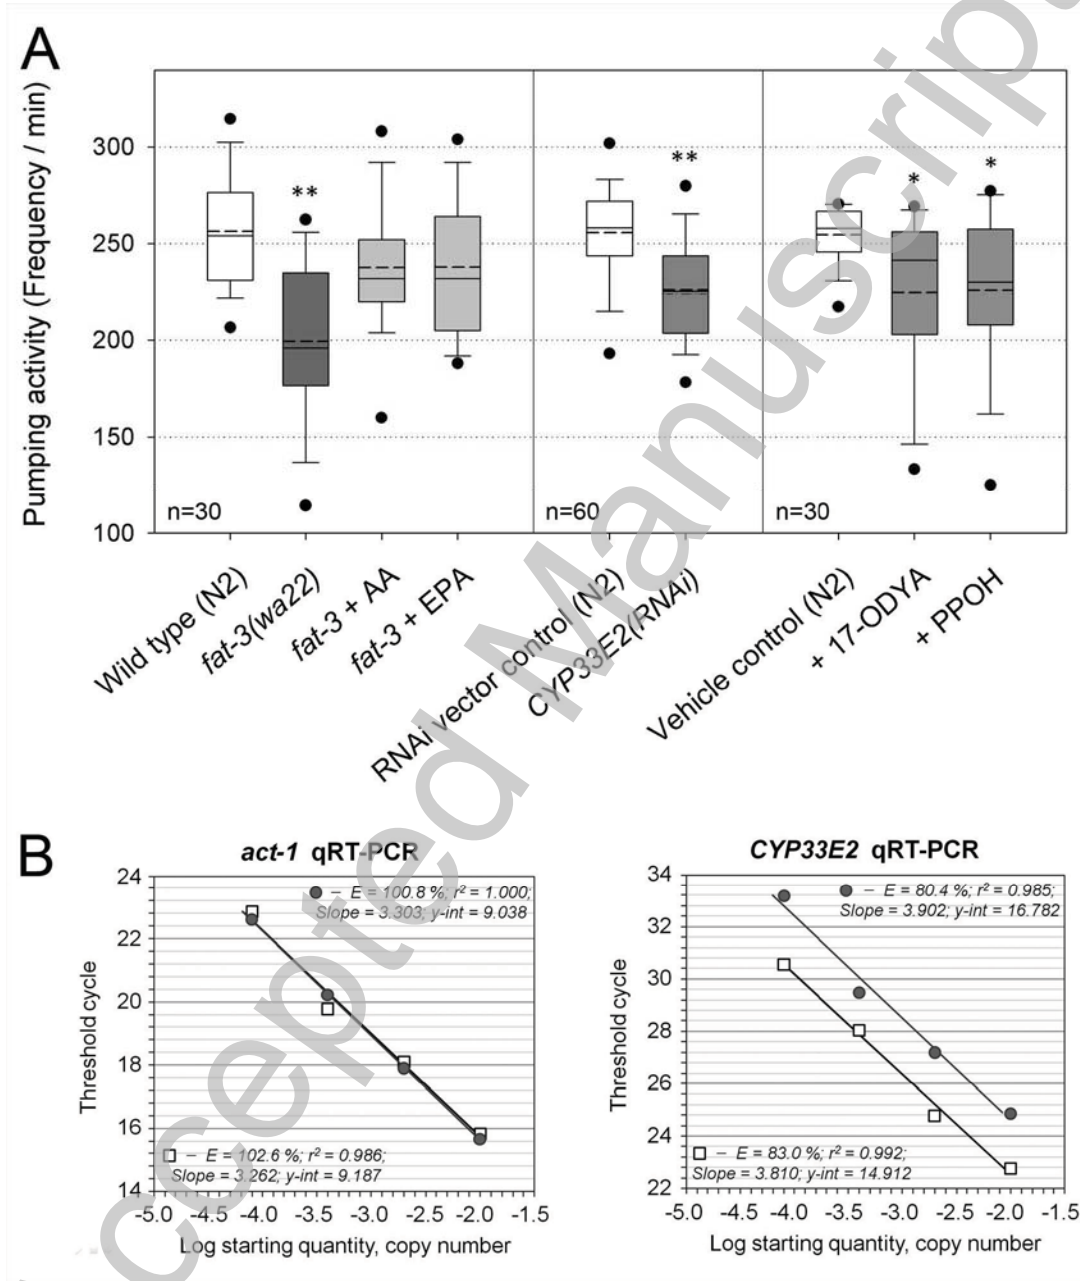 A
Pumping activity (Frequency / min)
300
250
200
150
100
**
**
*
*
n=30
n=60
n=30
Wild type (N2)
fat-3(wa22)
fat-3 + AA
fat-3 + EPA
RNAi vector control (N2)
CYP33E2(RNAi)
Vehicle control (N2)
+ 17-ODYA
+ PPOH
B
act-1 qRT-PCR
Threshold cycle
24
22
20
18
16
14
– E = 100.8 %; r² = 1.000;
Slope = 3.303; y-int = 9.038
– E = 102.6 %; r² = 0.986;
Slope = 3.262; y-int = 9.187
-5.0 -4.5 -4.0 -3.5 -3.0 -2.5 -2.0 -1.5
Log starting quantity, copy number
CYP33E2 qRT-PCR
Threshold cycle
34
32
30
28
26
24
22
– E = 80.4 %; r² = 0.985;
Slope = 3.902; y-int = 16.782
– E = 83.0 %; r² = 0.992;
Slope = 3.810; y-int = 14.912
-5.0 -4.5 -4.0 -3.5 -3.0 -2.5 -2.0 -1.5
Log starting quantity, copy number
ccepted Manuscript